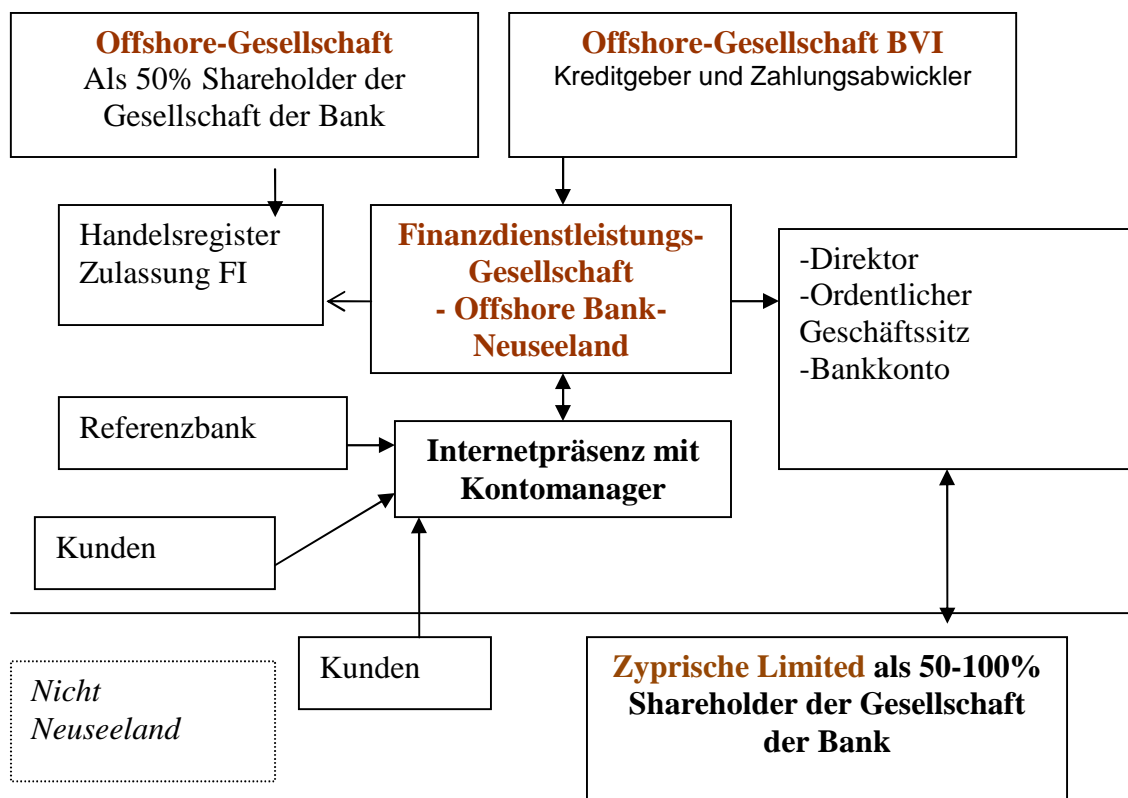 Offshore-Gesellschaft
Als 50% Shareholder der
Gesellschaft der Bank
Offshore-Gesellschaft BVI
Kreditgeber und Zahlungsabwickler
Handelsregister
Zulassung FI
Finanzdienstleistungs-
Gesellschaft
- Offshore Bank-
Neuseeland
-Direktor
-Ordentlicher
Geschäftssitz
-Bankkonto
Referenzbank
Internetpräsenz mit
Kontomanager
Kunden
Kunden
Nicht
Neuseeland
Zyprische Limited als 50-100%
Shareholder der Gesellschaft
der Bank